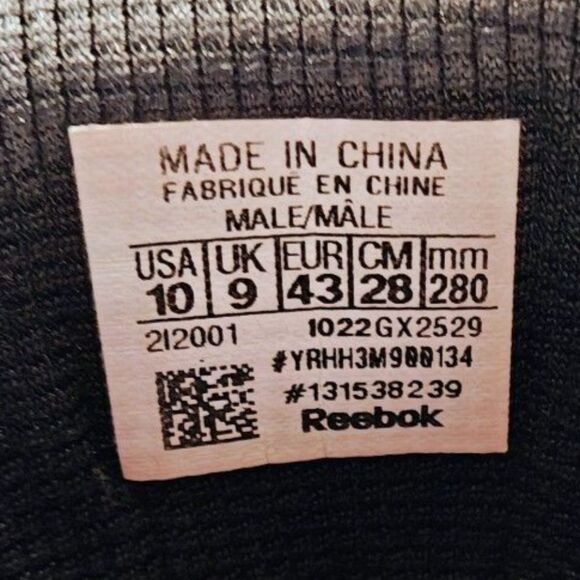 MADE IN CHINA
FABRIQUÉ EN CHINE
MALE/MÂLE
USA UK EUR CM mm
10 9 43 28 280
212001 1022GX2529
#YRHH3M900134
#131538239
Reebok